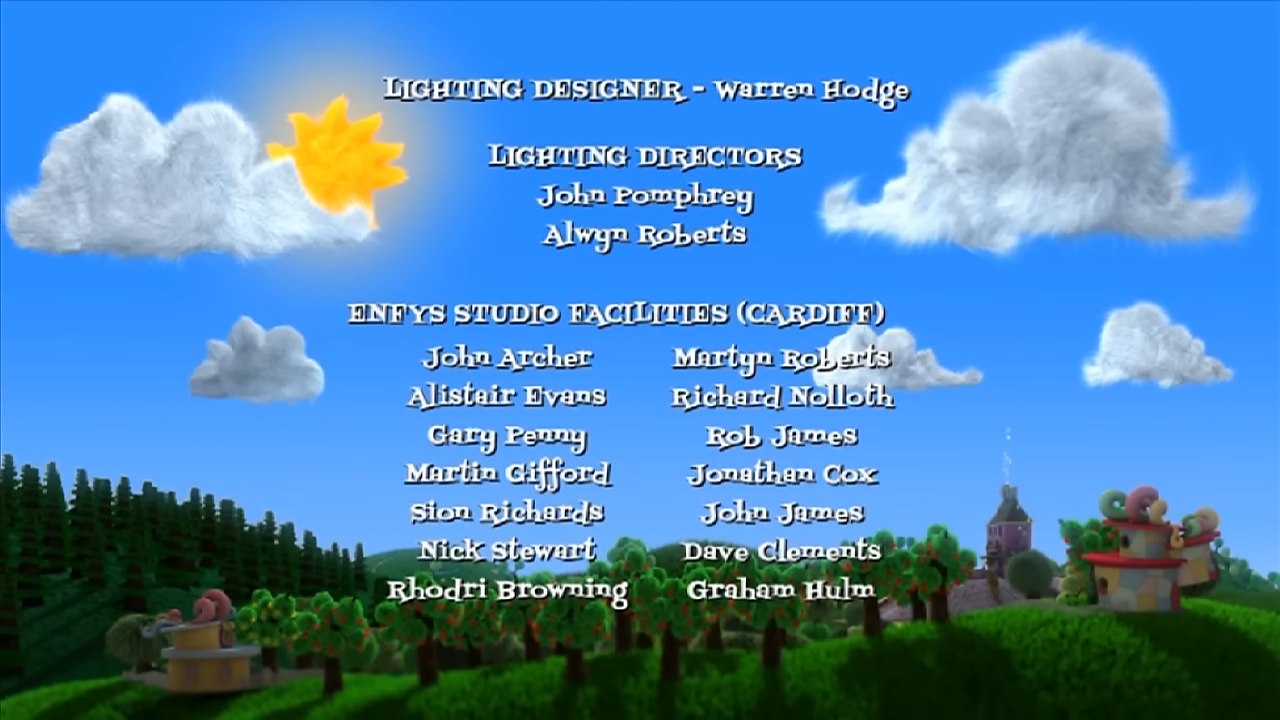 LIGHTING DESIGNER - Warren Hodge
LIGHTING DIRECTORS
John Pomphrey
Alwyn Roberts
ENFYS STUDIO FACILITIES (CARDIFF)
John Archer Martyn Roberts
Alistair Evans Richard Nolloth
Gary Penny Rob James
Martin Gifford Jonathan Cox
Sion Richards John James
Nick Stewart Dave Clements
Rhodri Browning Graham Hulm